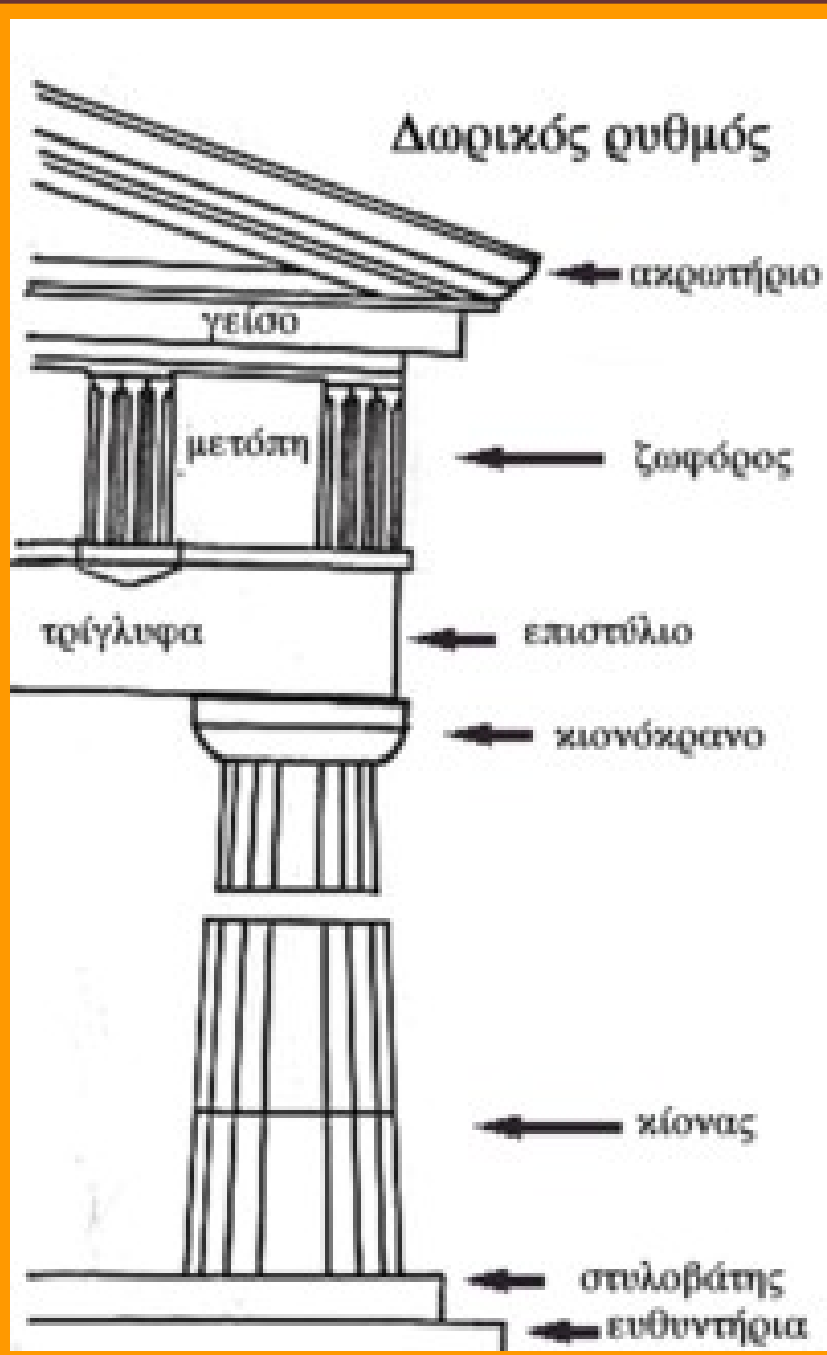 Δωρικός ρυθμός
ακρωτήριο
γείσο
μετόπη
ζωφόρος
τρίγλυφα
επιστύλιο
κιονόκρανο
κίονας
στυλοβάτης
ευθυντήρια